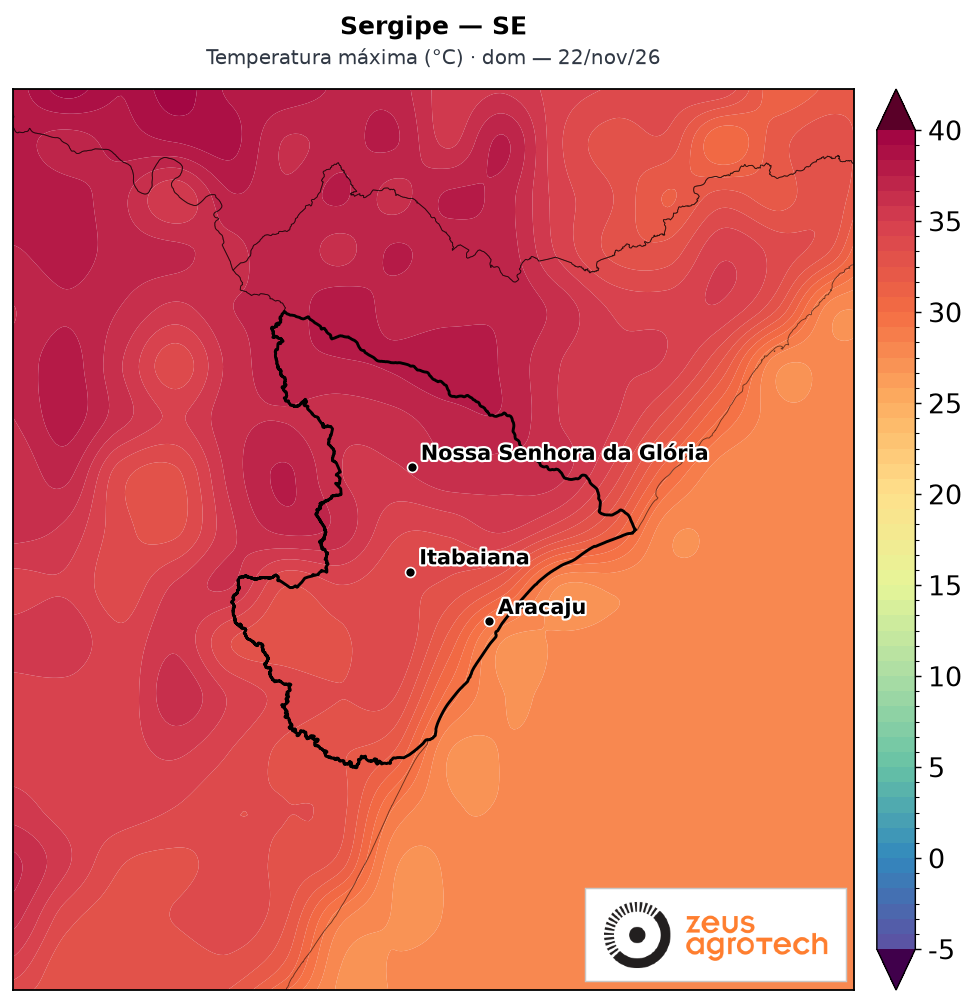 Sergipe — SE
Temperatura máxima (°C) · dom — 22/nov/26
40
35
30
25
20
15
10
5
0
-5
Nossa Senhora da Glória
Itabaiana
Aracaju
zeus
agrotech